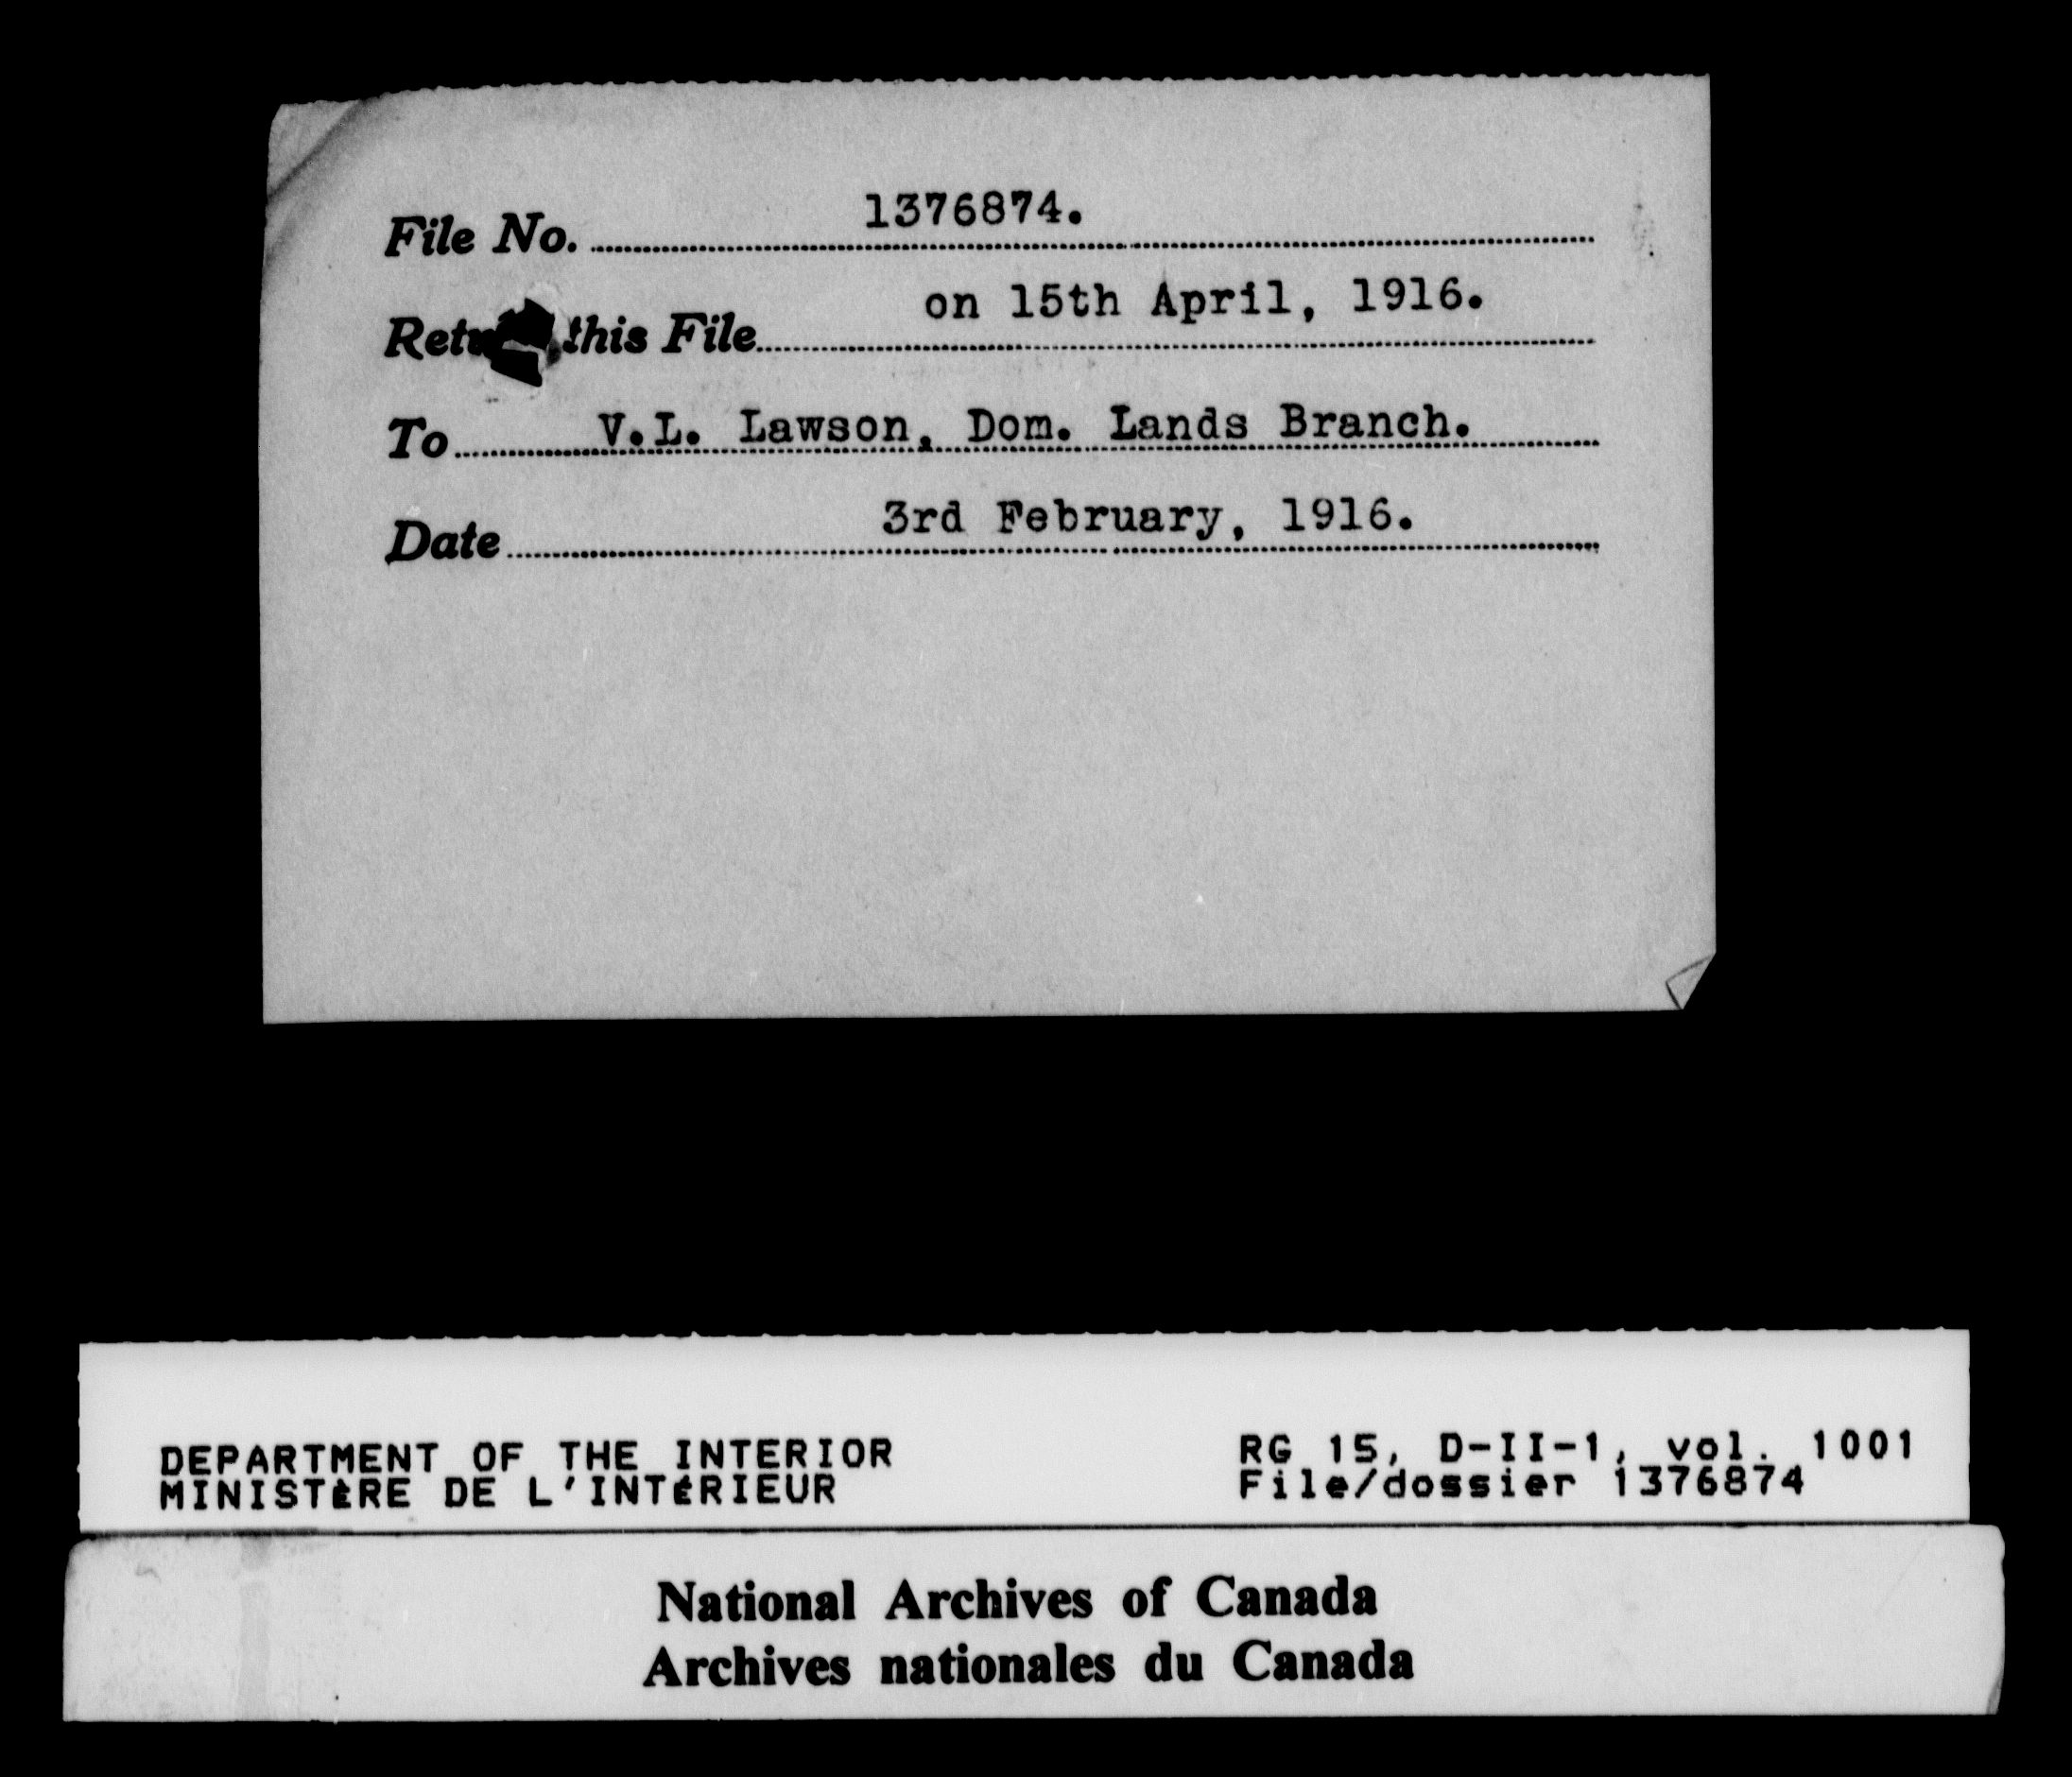 File No. 1376874.
this File on 15th April, 1916.
To V.L. Lawson, Dom. Lands Branch.
Date 3rd February, 1916.
DEPARTMENT OF THE INTERIOR
MINISTÈRE DE L'INTÉRIEUR
RG 15, D-II-1, vol. 1001
File/dossier 1376874
National Archives of Canada
Archives nationales du Canada